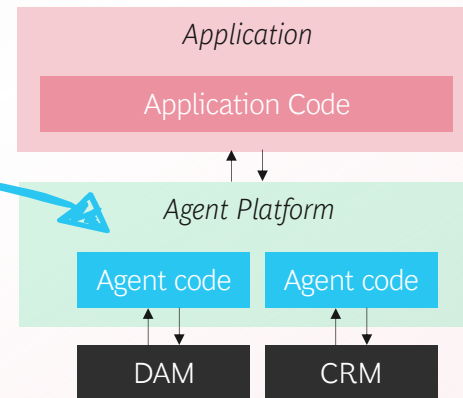 Application
Application Code
Agent Platform
Agent code Agent code
DAM CRM